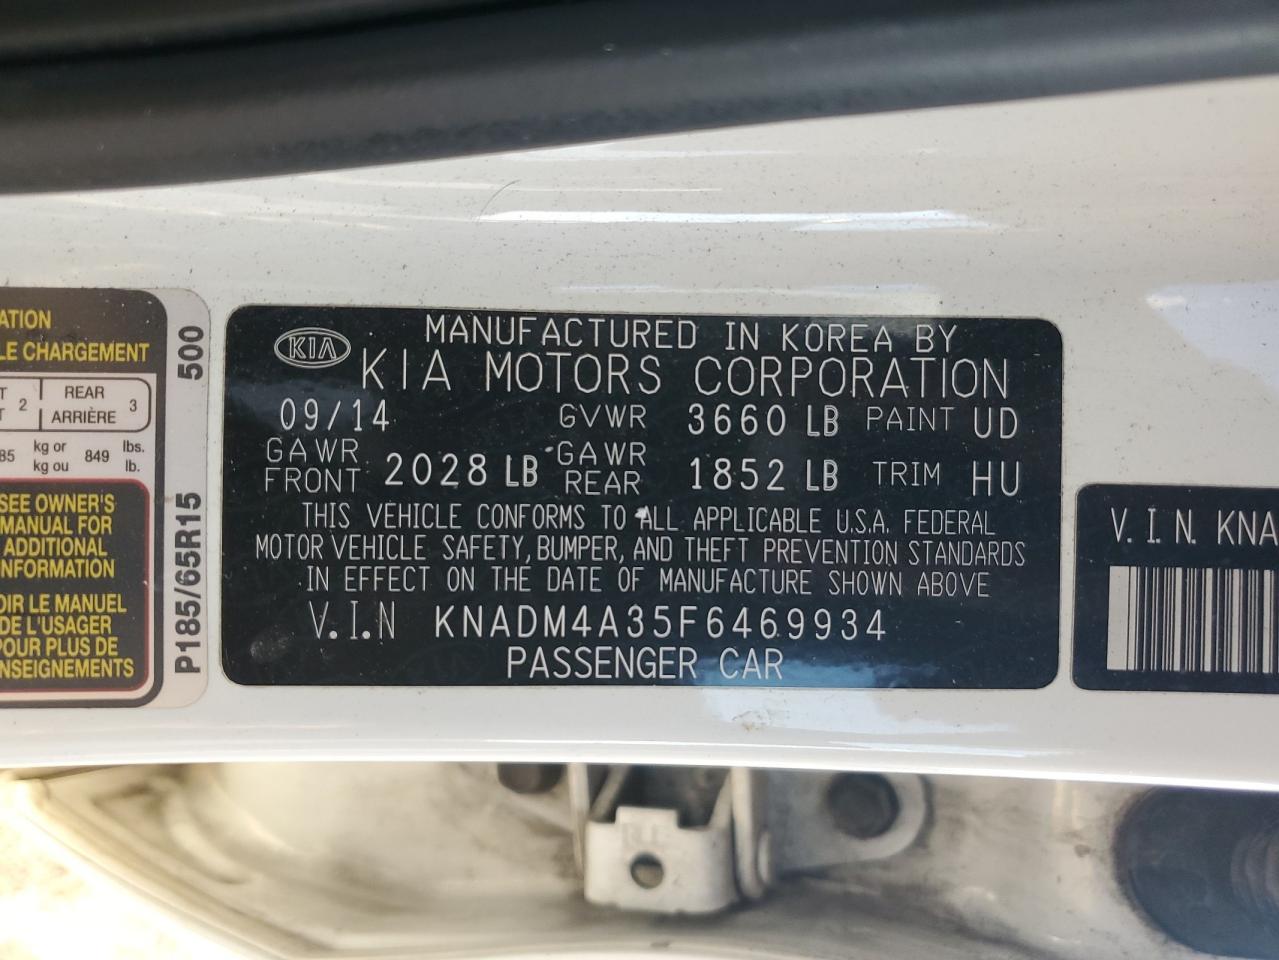 ATION
LE CHARGEMENT
T 2 REAR 3
T ARRIÈRE
85 kg or 849 lbs.
kg ou lb.
SEE OWNER'S
MANUAL FOR
ADDITIONAL
INFORMATION
OIR LE MANUEL
DE L'USAGER
POUR PLUS DE
NSEIGNEMENTS
P185/65R15 500
KIA
MANUFACTURED IN KOREA BY
KIA MOTORS CORPORATION
09/14 GVWR 3660 LB PAINT UD
GAWR FRONT 2028 LB GAWR REAR 1852 LB TRIM HU
THIS VEHICLE CONFORMS TO ALL APPLICABLE U.S.A. FEDERAL
MOTOR VEHICLE SAFETY, BUMPER, AND THEFT PREVENTION STANDARDS
IN EFFECT ON THE DATE OF MANUFACTURE SHOWN ABOVE
V.I.N KNADM4A35F6469934
PASSENGER CAR
V.I.N. KNA